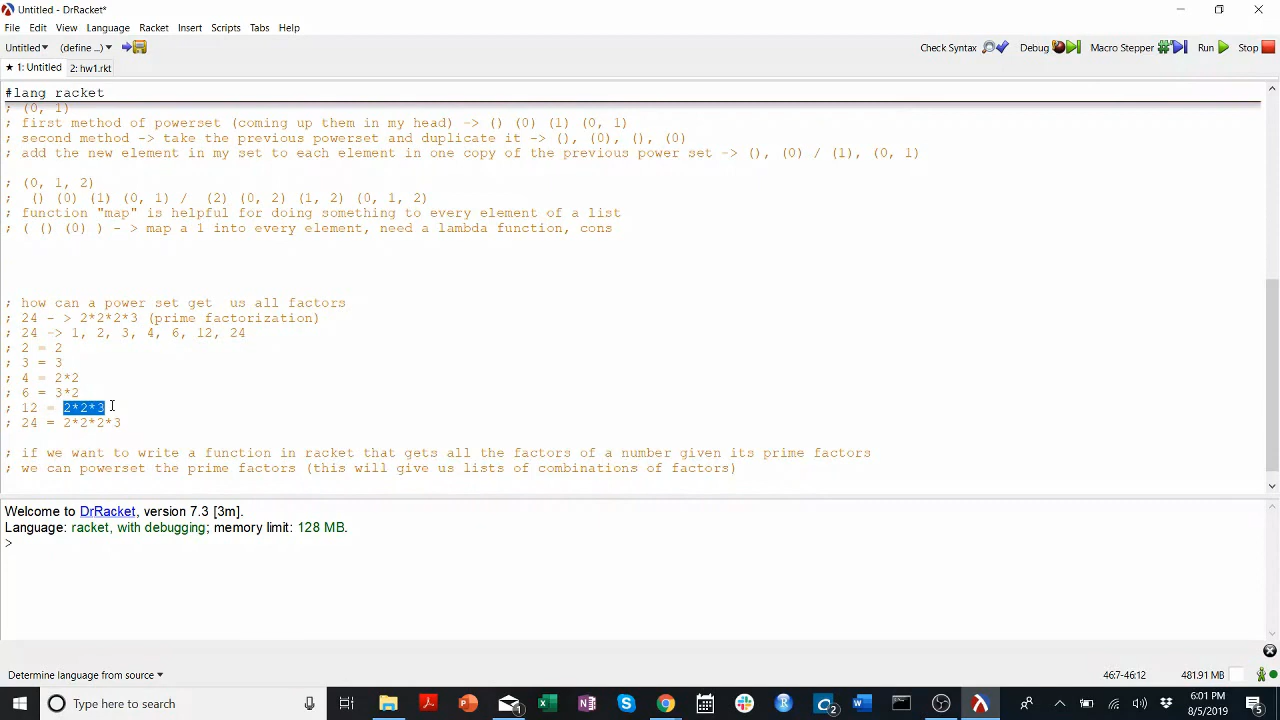 Untitled - DrRacket*
File Edit View Language Racket Insert Scripts Tabs Help
Untitled▾ (define ...)▾ Check Syntax Debug Macro Stepper Run Stop
★ 1: Untitled 2: hw1.rkt
#lang racket
; (0, 1)
; first method of powerset (coming up them in my head) -> () (0) (1) (0, 1)
; second method -> take the previous powerset and duplicate it -> (), (0), (), (0)
; add the new element in my set to each element in one copy of the previous power set -> (), (0) / (1), (0, 1)
; (0, 1, 2)
; () (0) (1) (0, 1) / (2) (0, 2) (1, 2) (0, 1, 2)
; function "map" is helpful for doing something to every element of a list
; ( () (0) ) - > map a 1 into every element, need a lambda function, cons
; how can a power set get us all factors
; 24 - > 2*2*2*3 (prime factorization)
; 24 -> 1, 2, 3, 4, 6, 12, 24
; 2 = 2
; 3 = 3
; 4 = 2*2
; 6 = 3*2
; 12 = 2*2*3
; 24 = 2*2*2*3
; if we want to write a function in racket that gets all the factors of a number given its prime factors
; we can powerset the prime factors (this will give us lists of combinations of factors)
Welcome to DrRacket, version 7.3 [3m].
Language: racket, with debugging; memory limit: 128 MB.
>
Determine language from source▾ 46:7-46:12 481.91 MB
Type here to search 6:01 PM
8/5/2019